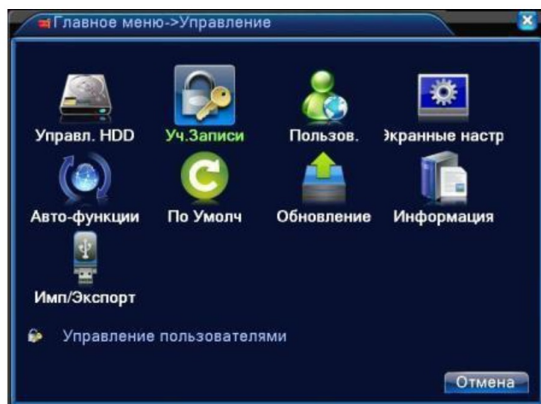 Главное меню->Управление
Управл. HDD Уч.Записи Пользов. Экранные настр
Авто-функции По Умолч Обновление Информация
Имп/Экспорт
Управление пользователями
Отмена